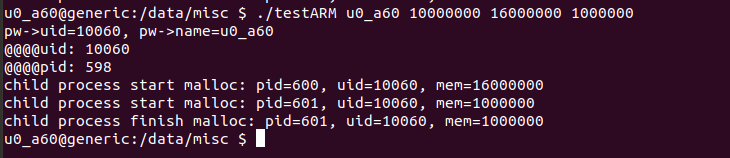 u0_a60@generic:/data/misc $ ./testARM u0_a60 10000000 16000000 1000000
pw->uid=10060, pw->name=u0_a60
@@@@uid: 10060
@@@@pid: 598
child process start malloc: pid=600, uid=10060, mem=16000000
child process start malloc: pid=601, uid=10060, mem=1000000
child process finish malloc: pid=601, uid=10060, mem=1000000
u0_a60@generic:/data/misc $